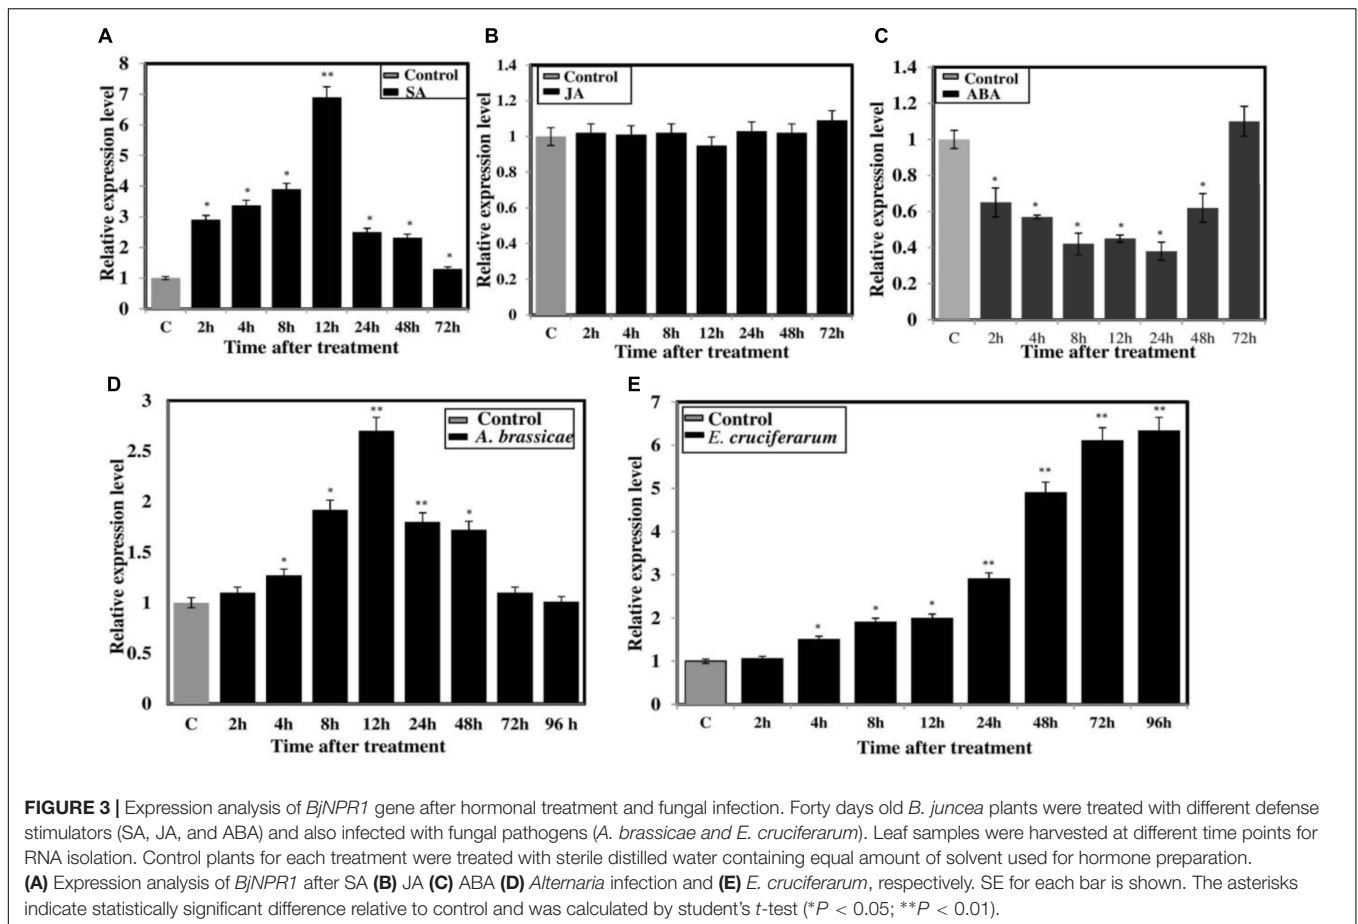 A
Relative expression level
8
7
6
5
4
3
2
1
0
Control
SA
*
*
*
**
*
*
*
C 2h 4h 8h 12h 24h 48h 72h
Time after treatment
B
Relative expression level
1.4
1.2
1
0.8
0.6
0.4
0.2
0
Control
JA
C 2h 4h 8h 12h 24h 48h 72h
Time after treatment
C
Relative expression level
1.4
1.2
1
0.8
0.6
0.4
0.2
0
Control
ABA
*
*
*
*
*
*
C 2h 4h 8h 12h 24h 48h 72h
Time after treatment
D
Relative expression level
3
2.5
2
1.5
1
0.5
0
Control
A. brassicae
*
*
**
**
*
C 2h 4h 8h 12h 24h 48h 72h 96 h
Time after treatment
E
Relative expression level
7
6
5
4
3
2
1
0
Control
E. cruciferarum
*
*
*
**
**
**
**
C 2h 4h 8h 12h 24h 48h 72h 96h
Time after treatment
FIGURE 3 | Expression analysis of BjNPR1 gene after hormonal treatment and fungal infection. Forty days old B. juncea plants were treated with different defense
stimulators (SA, JA, and ABA) and also infected with fungal pathogens (A. brassicae and E. cruciferarum). Leaf samples were harvested at different time points for
RNA isolation. Control plants for each treatment were treated with sterile distilled water containing equal amount of solvent used for hormone preparation.
(A) Expression analysis of BjNPR1 after SA (B) JA (C) ABA (D) Alternaria infection and (E) E. cruciferarum, respectively. SE for each bar is shown. The asterisks
indicate statistically significant difference relative to control and was calculated by student's t-test (*P < 0.05; **P < 0.01).